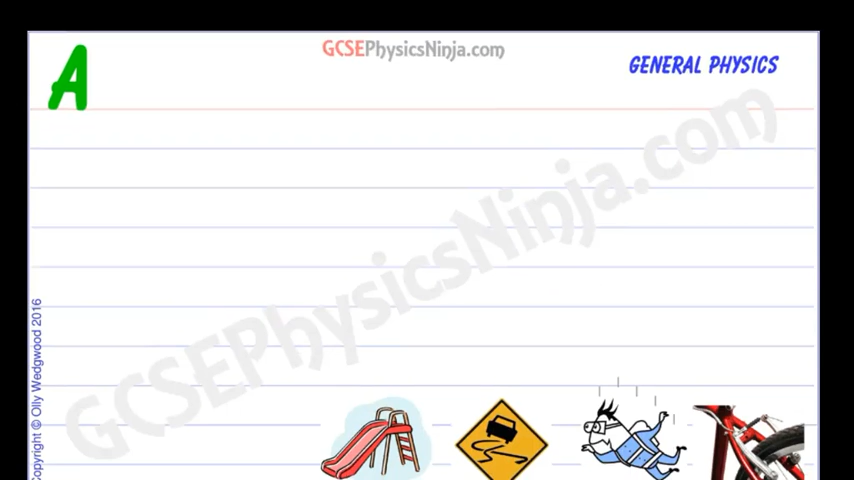 A
GCSEPhysicsNinja.com
GENERAL PHYSICS
GCSEPhysicsNinja.com
Copyright © Olly Wedgwood 2016